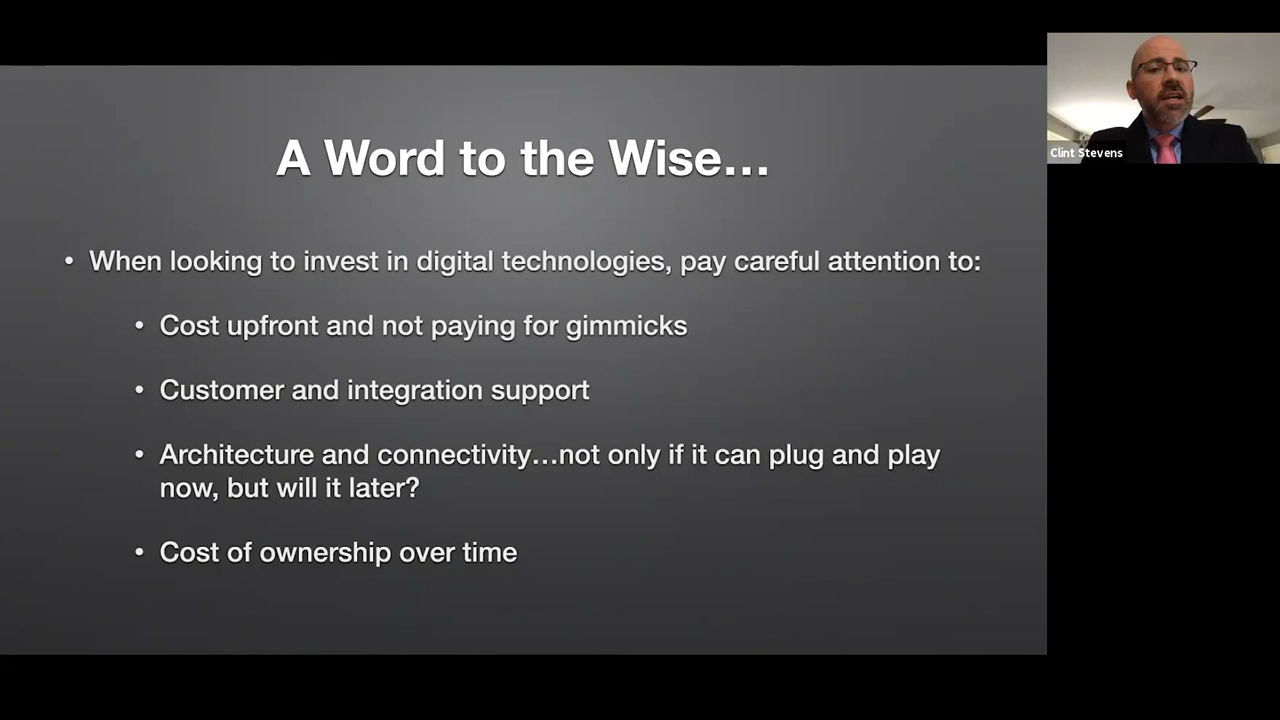 A Word to the Wise…
• When looking to invest in digital technologies, pay careful attention to:
• Cost upfront and not paying for gimmicks
• Customer and integration support
• Architecture and connectivity…not only if it can plug and play
now, but will it later?
• Cost of ownership over time
Clint Stevens